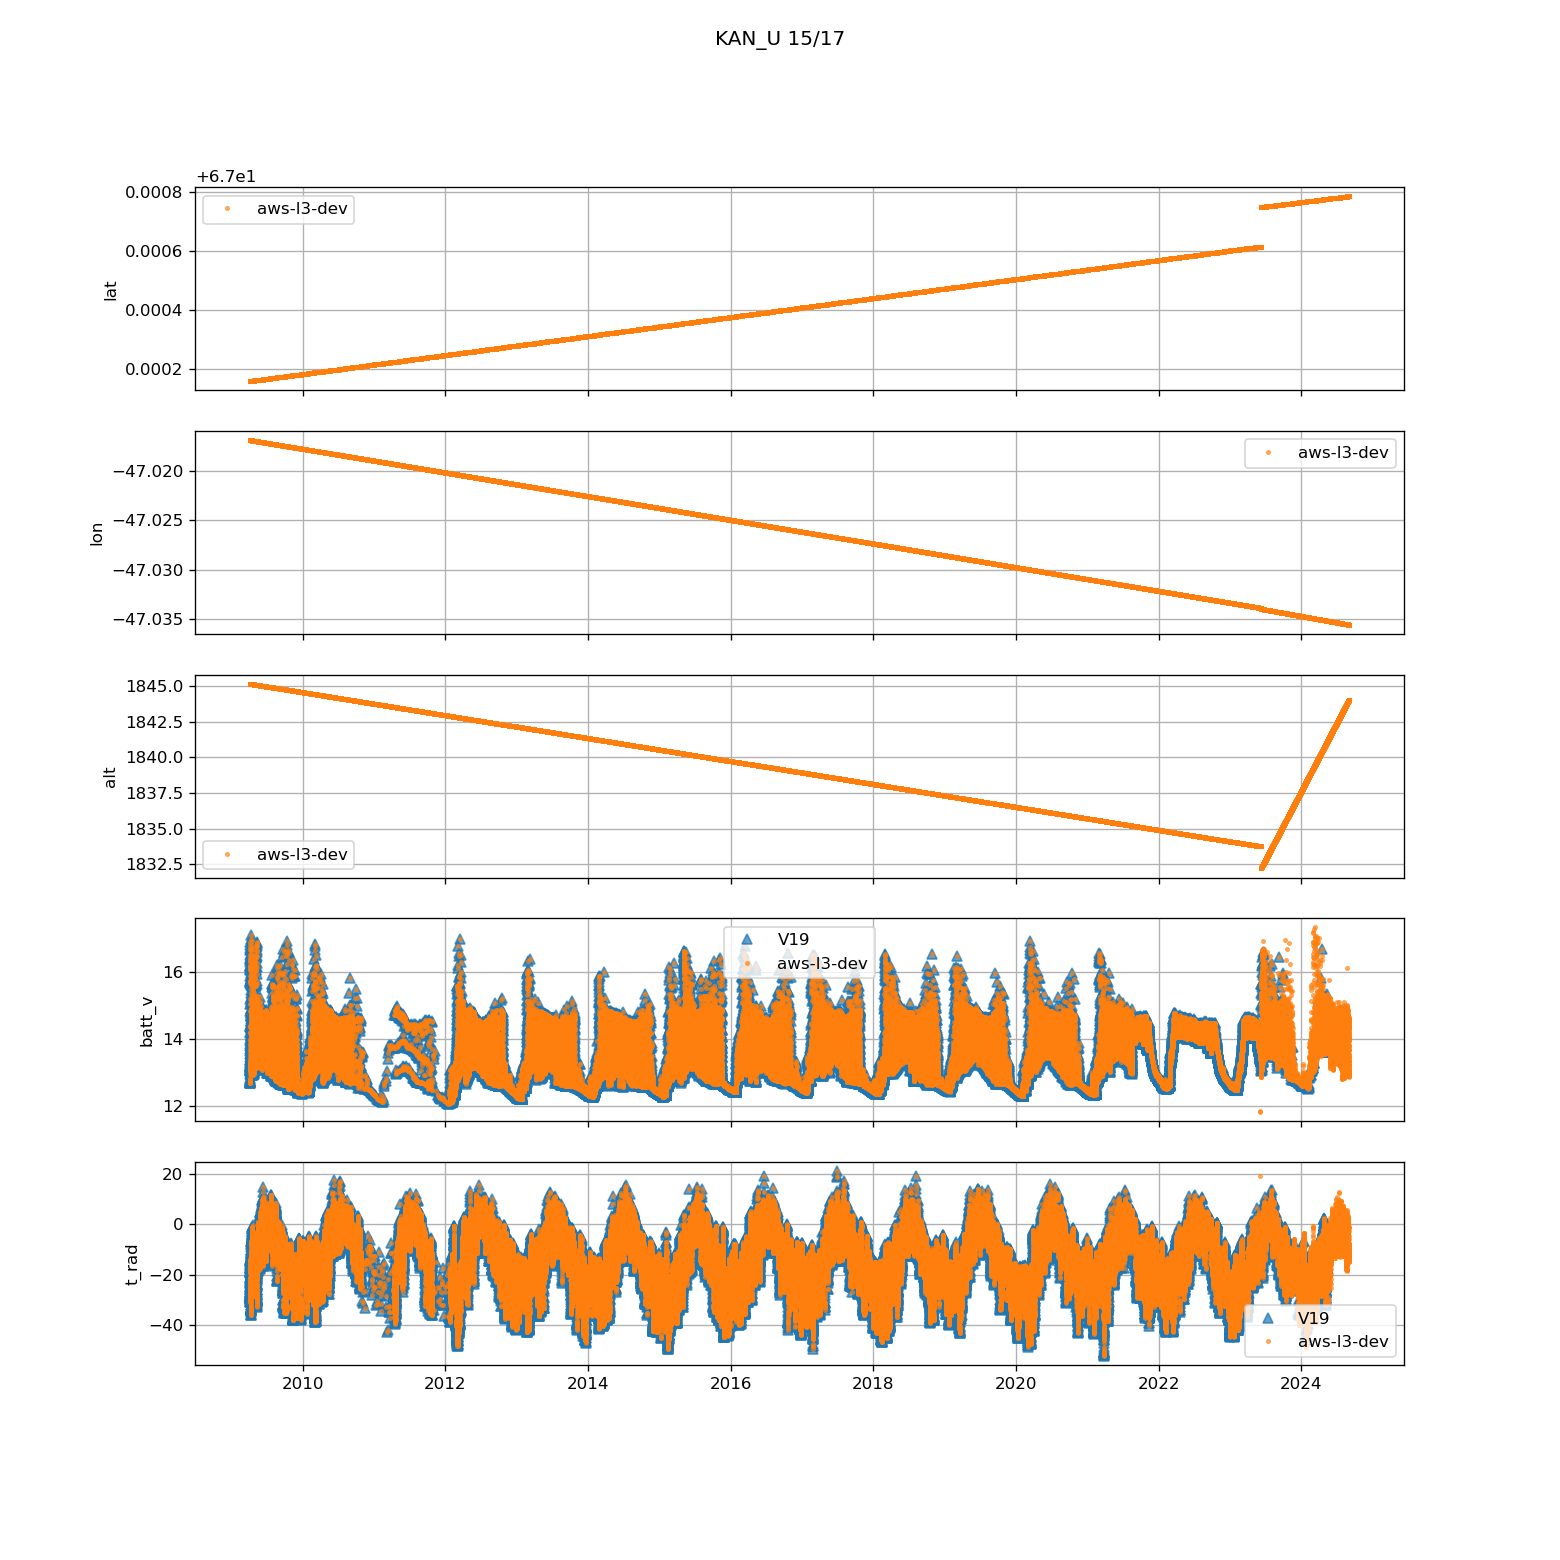 KAN_U 15/17
+6.7e1
0.0008
0.0006
0.0004
0.0002
lat
aws-l3-dev
−47.020
−47.025
−47.030
−47.035
lon
aws-l3-dev
1845.0
1842.5
1840.0
1837.5
1835.0
1832.5
alt
aws-l3-dev
16
14
12
batt_v
V19
aws-l3-dev
20
0
−20
−40
t_rad
V19
aws-l3-dev
2010 2012 2014 2016 2018 2020 2022 2024